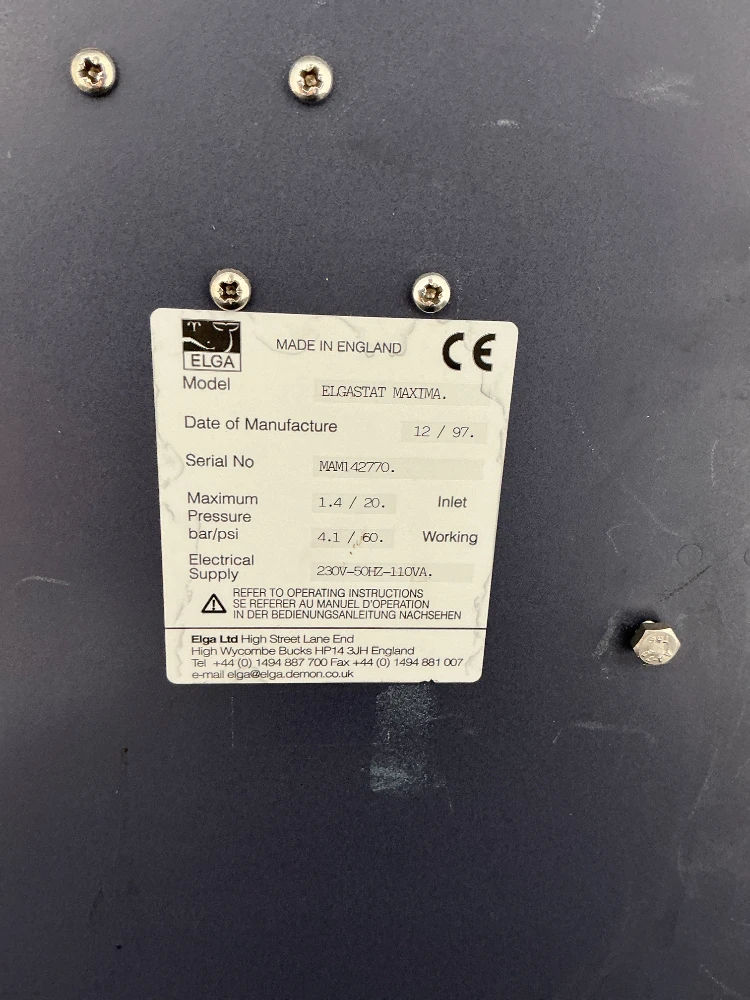 ELGA
MADE IN ENGLAND
CE
Model ELGASTAT MAXIMA.
Date of Manufacture 12 / 97.
Serial No MAM142770.
Maximum 1.4 / 20. Inlet
Pressure
bar/psi 4.1 / 60. Working
Electrical
Supply 230V-50HZ-110VA.
REFER TO OPERATING INSTRUCTIONS
SE REFERER AU MANUEL D'OPERATION
IN DER BEDIENUNGSANLEITUNG NACHSEHEN
Elga Ltd High Street Lane End
High Wycombe Bucks HP14 3JH England
Tel +44 (0) 1494 887 700 Fax +44 (0) 1494 881 007
e-mail elga@elga.demon.co.uk